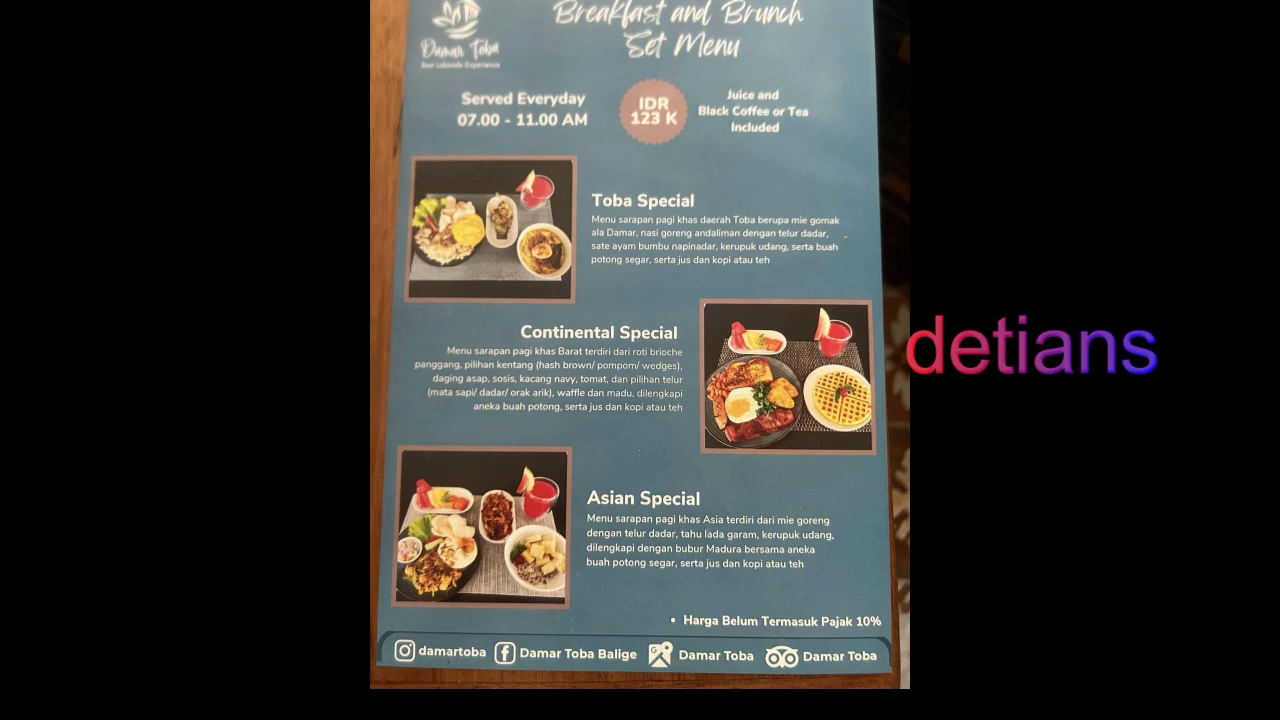 Breakfast and Brunch
Set Menu
Damar Toba
Best Lakeside Experience
Served Everyday
07.00 - 11.00 AM
IDR
123 K
Juice and
Black Coffee or Tea
Included
Toba Special
Menu sarapan pagi khas daerah Toba berupa mie gomak
ala Damar, nasi goreng andaliman dengan telur dadar,
sate ayam bumbu napinadar, kerupuk udang, serta buah
potong segar, serta jus dan kopi atau teh
Continental Special
Menu sarapan pagi khas Barat terdiri dari roti brioche
panggang, pilihan kentang (hash brown/ pompom/ wedges),
daging asap, sosis, kacang navy, tomat, dan pilihan telur
(mata sapi/ dadar/ orak arik), waffle dan madu, dilengkapi
aneka buah potong, serta jus dan kopi atau teh
detians
Asian Special
Menu sarapan pagi khas Asia terdiri dari mie goreng
dengan telur dadar, tahu lada garam, kerupuk udang,
dilengkapi dengan bubur Madura bersama aneka
buah potong segar, serta jus dan kopi atau teh
• Harga Belum Termasuk Pajak 10%
damartoba Damar Toba Balige Damar Toba Damar Toba